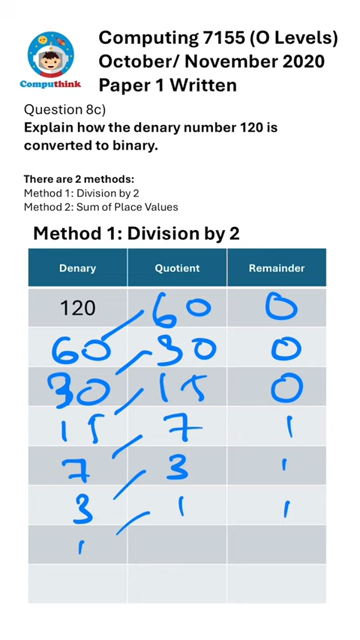 Computing 7155 (O Levels)
October/ November 2020
Paper 1 Written
Computhink
Question 8c)
Explain how the denary number 120 is
converted to binary.
There are 2 methods:
Method 1: Division by 2
Method 2: Sum of Place Values
Method 1: Division by 2
Denary Quotient Remainder
120 60 0
60 30 0
30 15 0
15 7 1
7 3 1
3 1 1
1